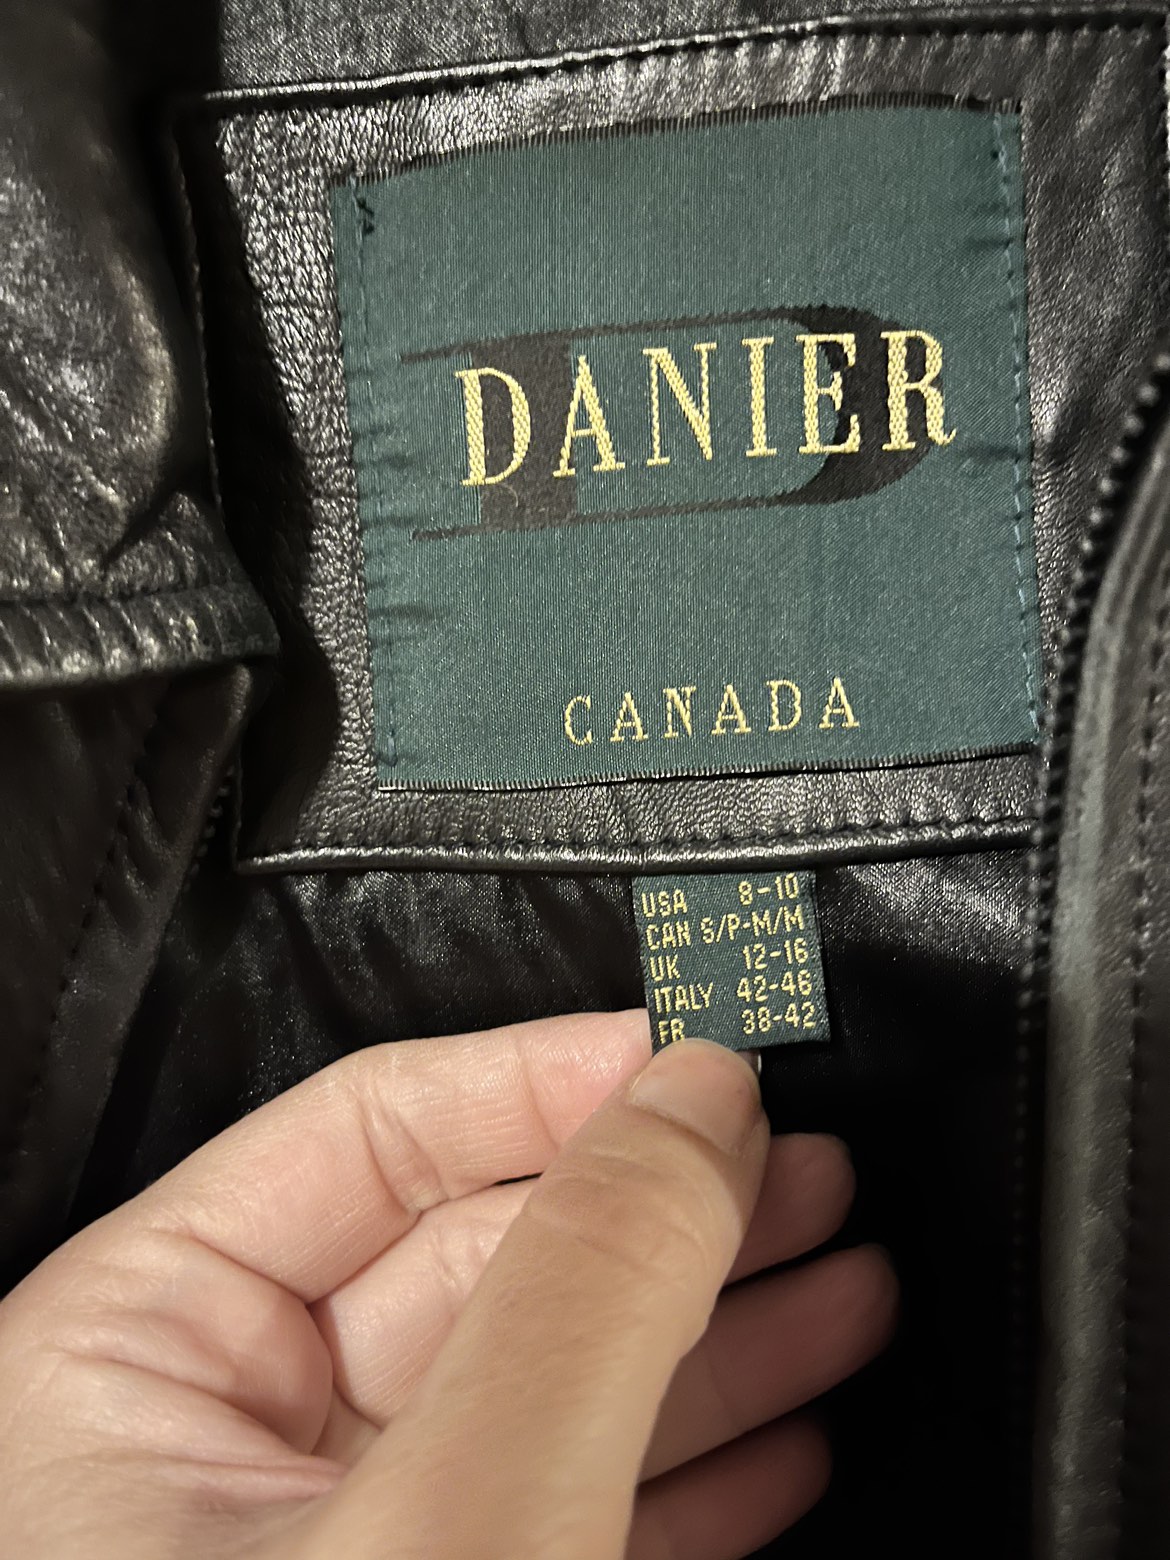 DANIER
CANADA
USA 8-10
CAN S/P-M/M
UK 12-16
ITALY 42-46
FR 38-42